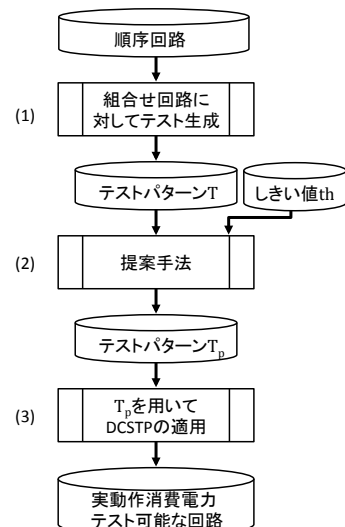 順序回路
(1)
組合せ回路に
対してテスト生成
テストパターンT
しきい値th
(2)
提案手法
テストパターンTp
(3)
Tpを用いて
DCSTPの適用
実動作消費電力
テスト可能な回路